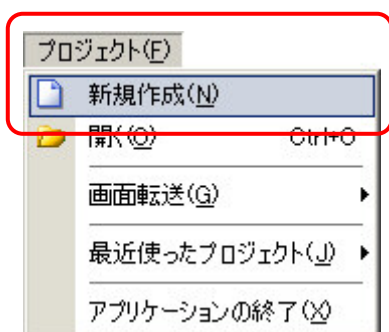 プロジェクト(F)
新規作成(N)
開く(O) Ctrl+O
画面転送(G)
最近使ったプロジェクト(J)
アプリケーションの終了(X)